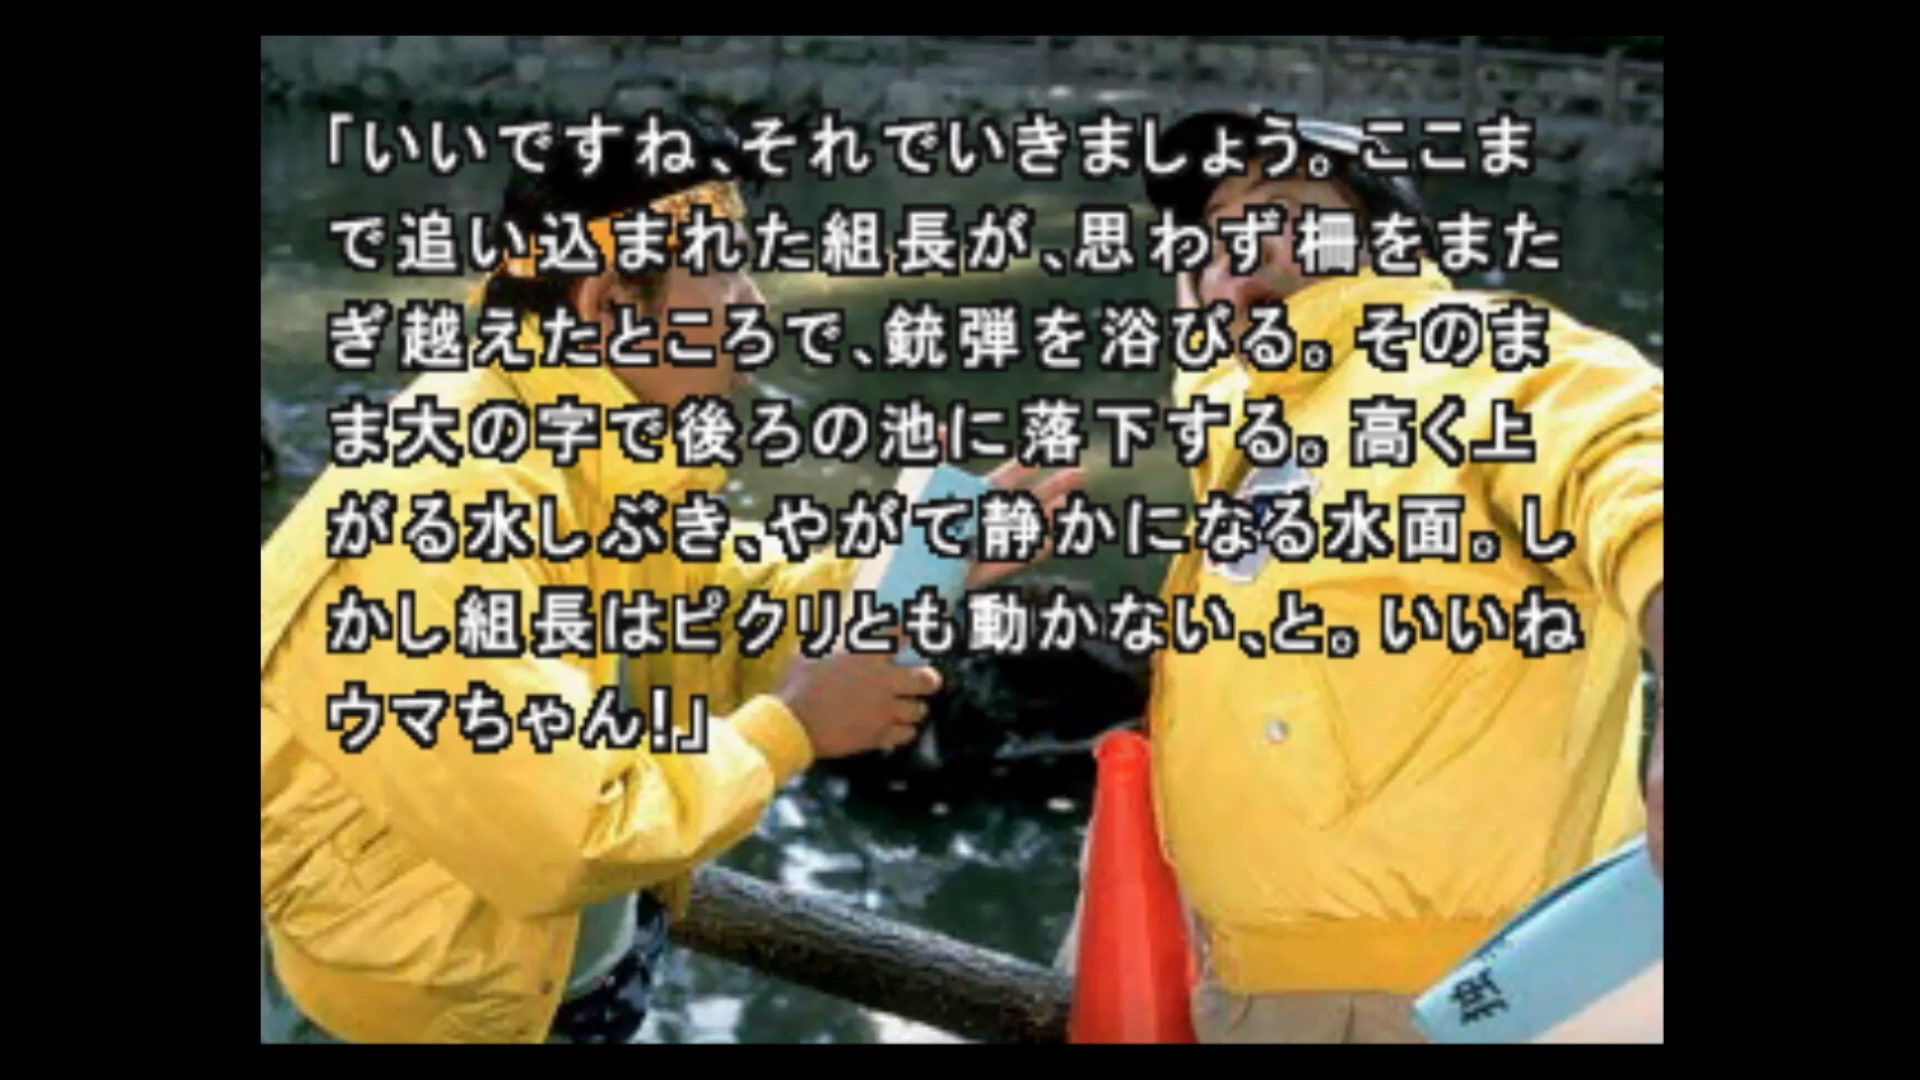 「いいですね、それでいきましょう。ここま
で追い込まれた組長が、思わず柵をまた
ぎ越えたところで、銃弾を浴びる。そのま
ま大の字で後ろの池に落下する。高く上
がる水しぶき、やがて静かになる水面。し
かし組長はピクリとも動かない、と。いいね
ウマちゃん!」